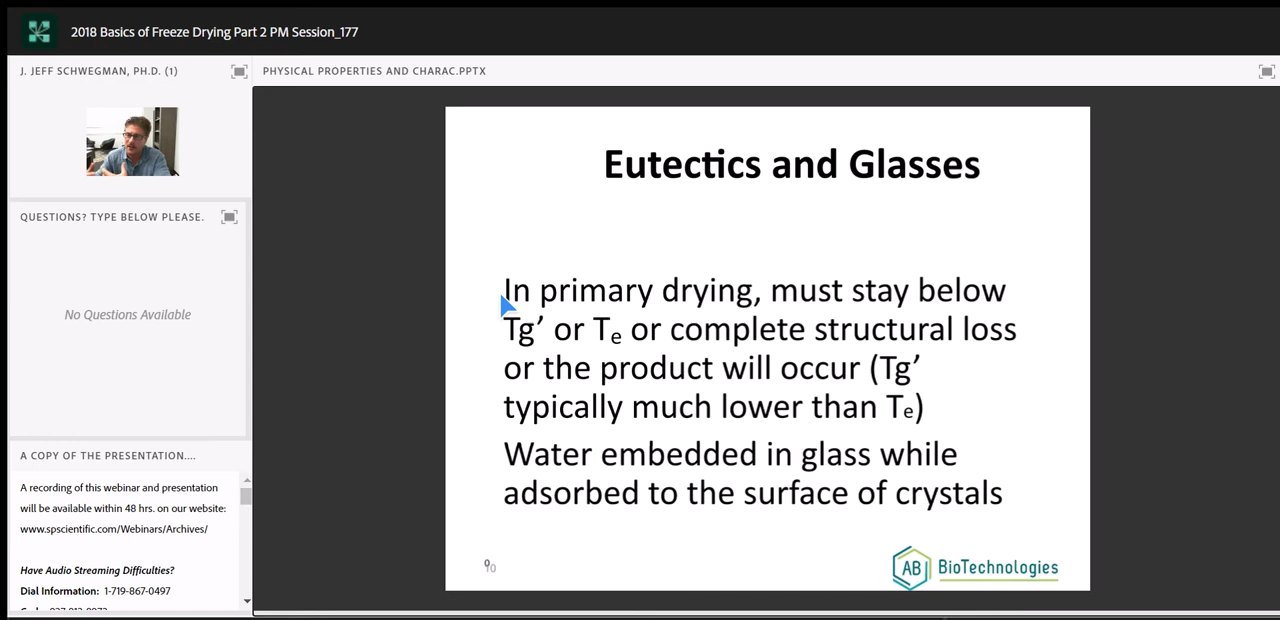 2018 Basics of Freeze Drying Part 2 PM Session_177
J. JEFF SCHWEGMAN, PH.D. (1)
PHYSICAL PROPERTIES AND CHARAC.PPTX
QUESTIONS? TYPE BELOW PLEASE.
No Questions Available
A COPY OF THE PRESENTATION....
A recording of this webinar and presentation
will be available within 48 hrs. on our website:
www.spscientific.com/Webinars/Archives/
Have Audio Streaming Difficulties?
Dial Information: 1-719-867-0497
Eutectics and Glasses
In primary drying, must stay below
Tg’ or Te or complete structural loss
or the product will occur (Tg’
typically much lower than Te)
Water embedded in glass while
adsorbed to the surface of crystals
AB BioTechnologies